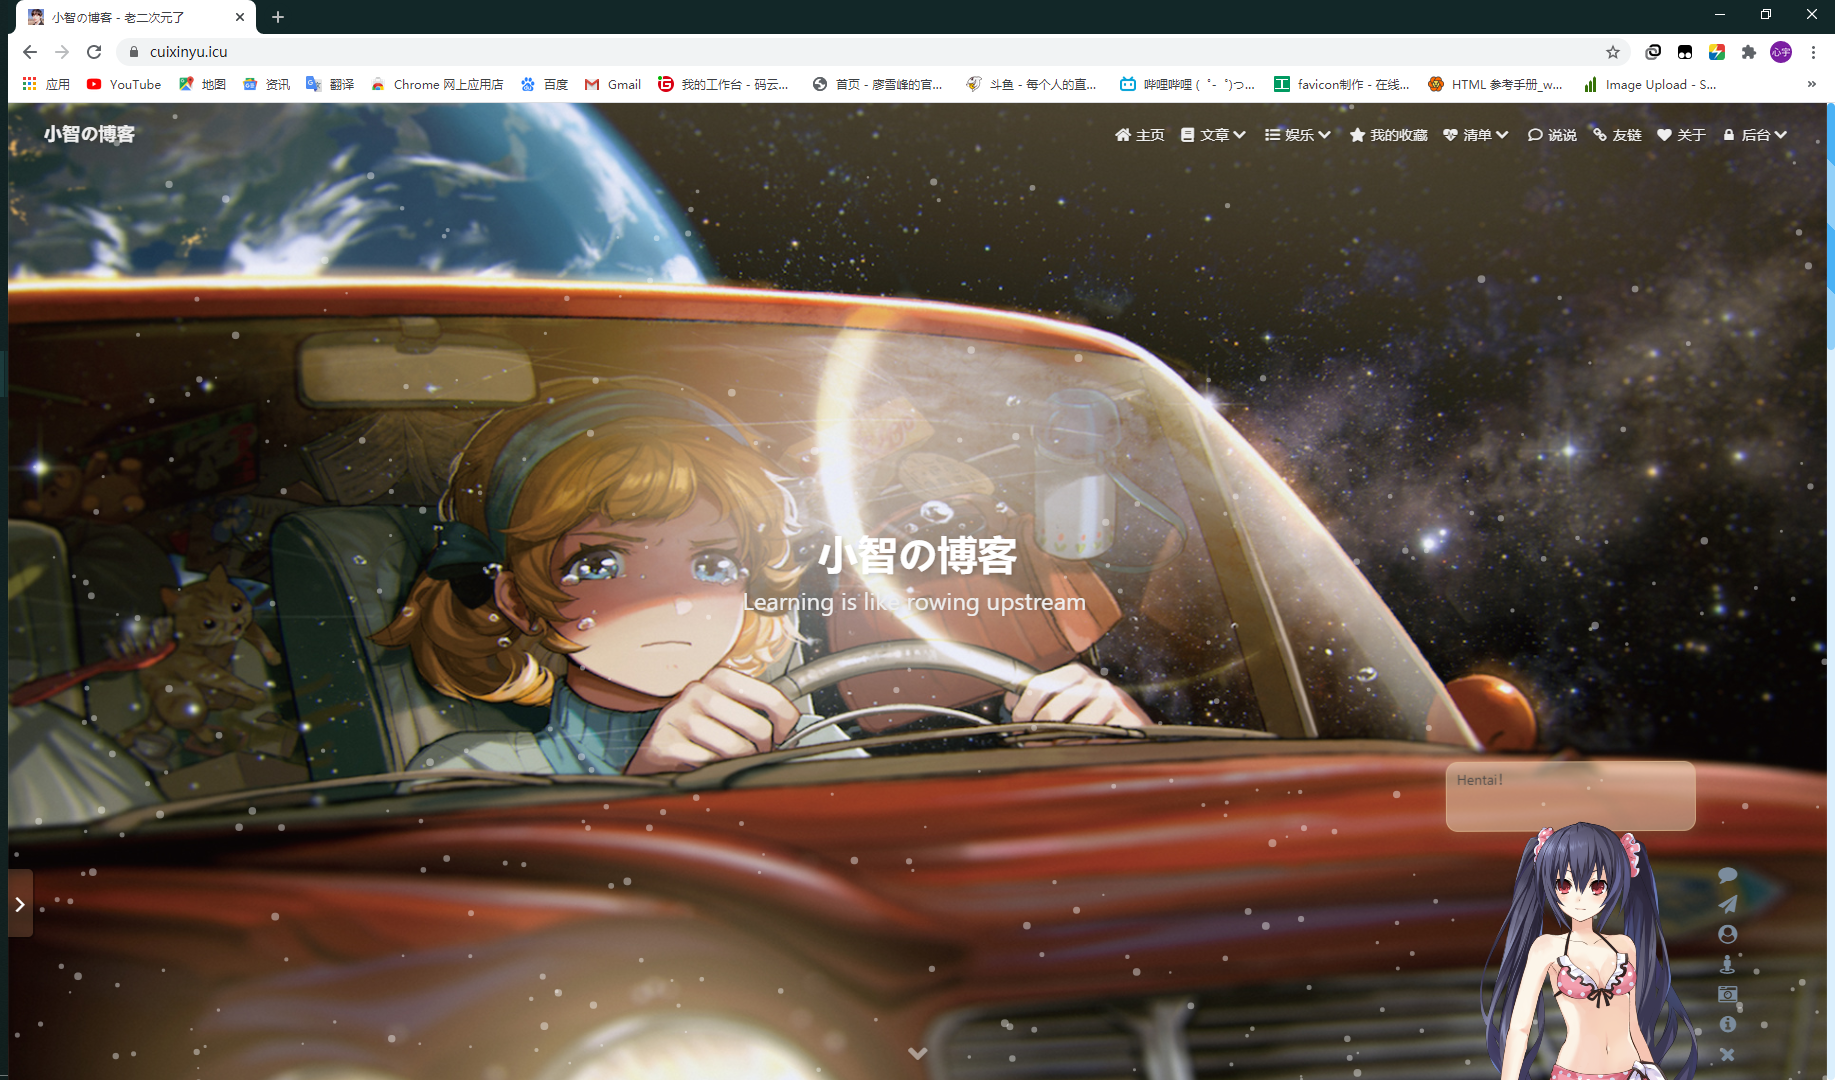 小智の博客 - 老二次元了
cuixinyu.icu
心宇
应用 YouTube 地图 资讯 翻译 Chrome 网上应用店 百度 Gmail 我的工作台 - 码云... 首页 - 廖雪峰的官... 斗鱼 - 每个人的直... 哔哩哔哩 ( ゜- ゜)つ... favicon制作 - 在线... HTML 参考手册_w... Image Upload - S... »
小智の博客 主页 文章 娱乐 我的收藏 清单 说说 友链 关于 后台
小智の博客
Learning is like rowing upstream
Hentai!